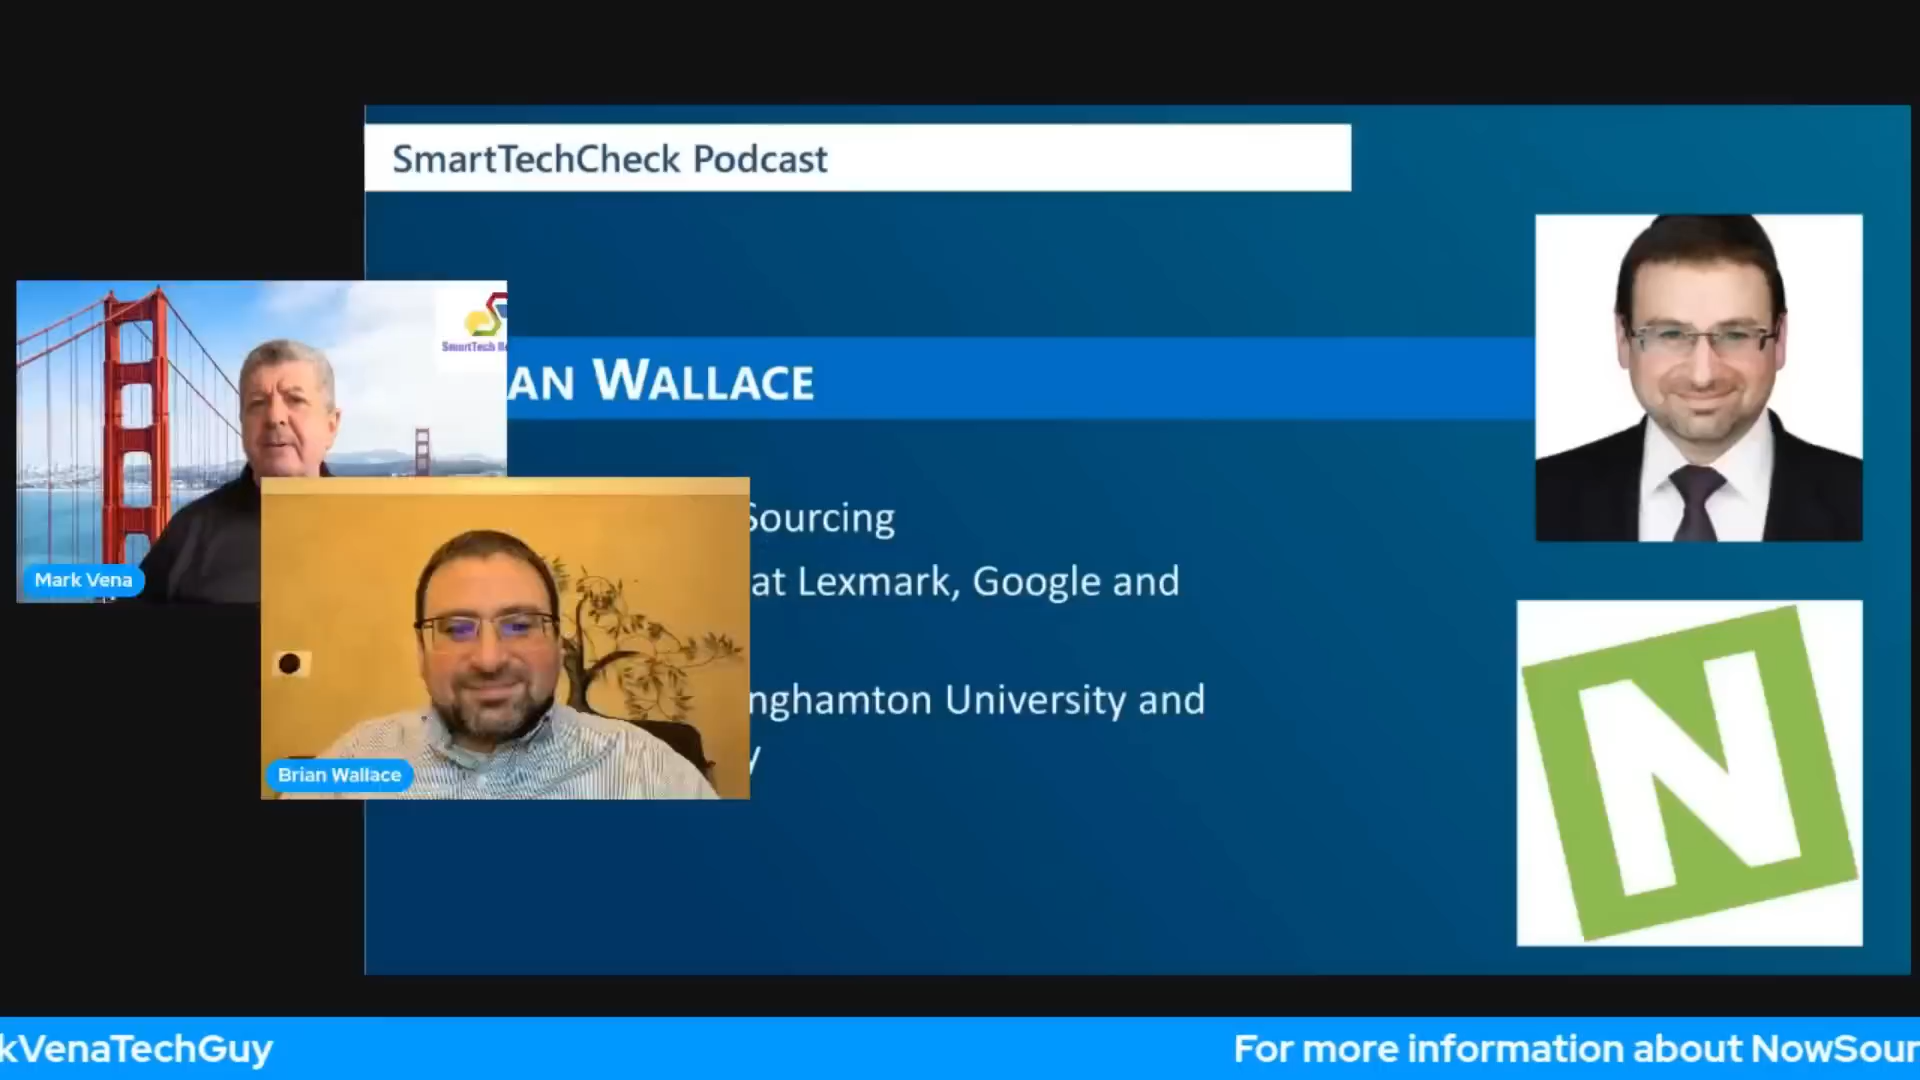 SmartTechCheck Podcast
SmartTech
AN WALLACE
Sourcing
at Lexmark, Google and
Mark Vena
nghamton University and
y
Brian Wallace
N
kVenaTechGuy
For more information about NowSour